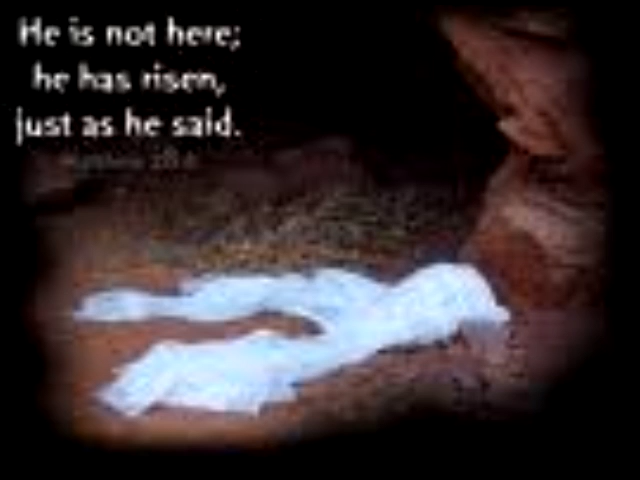 He is not here;
he has risen,
just as he said.